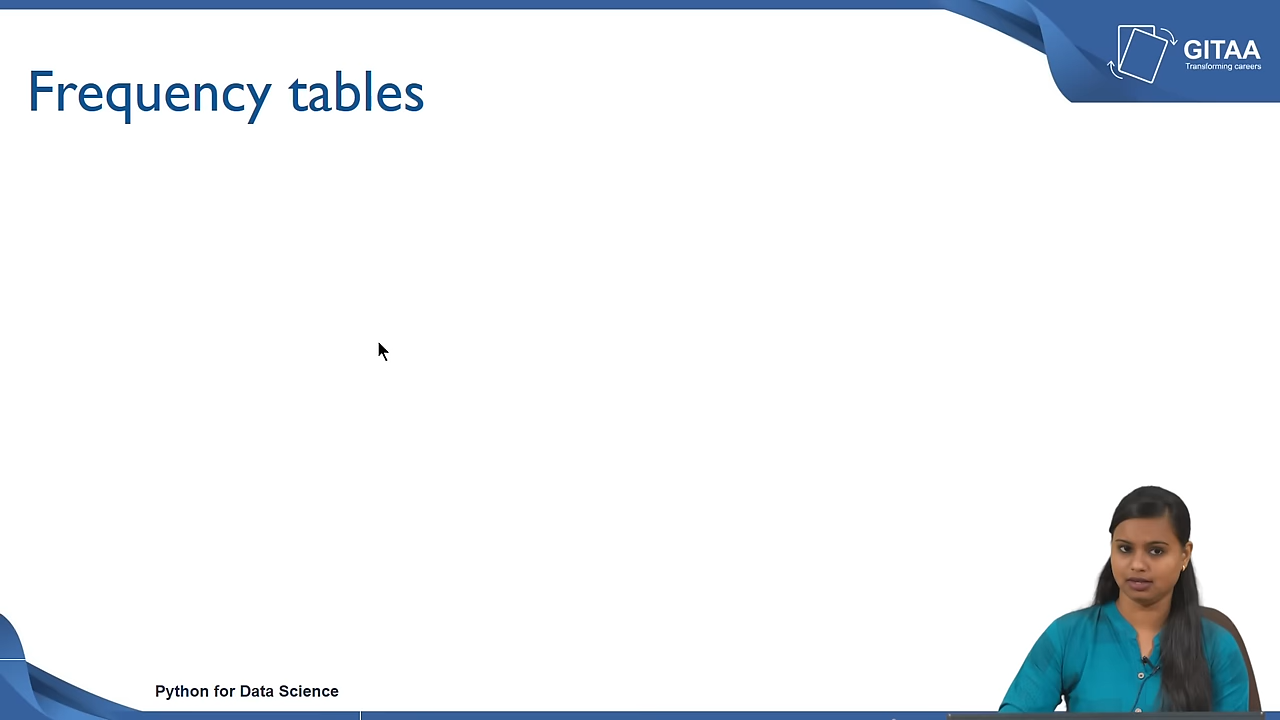 GITAA
Transforming careers
Frequency tables
Python for Data Science